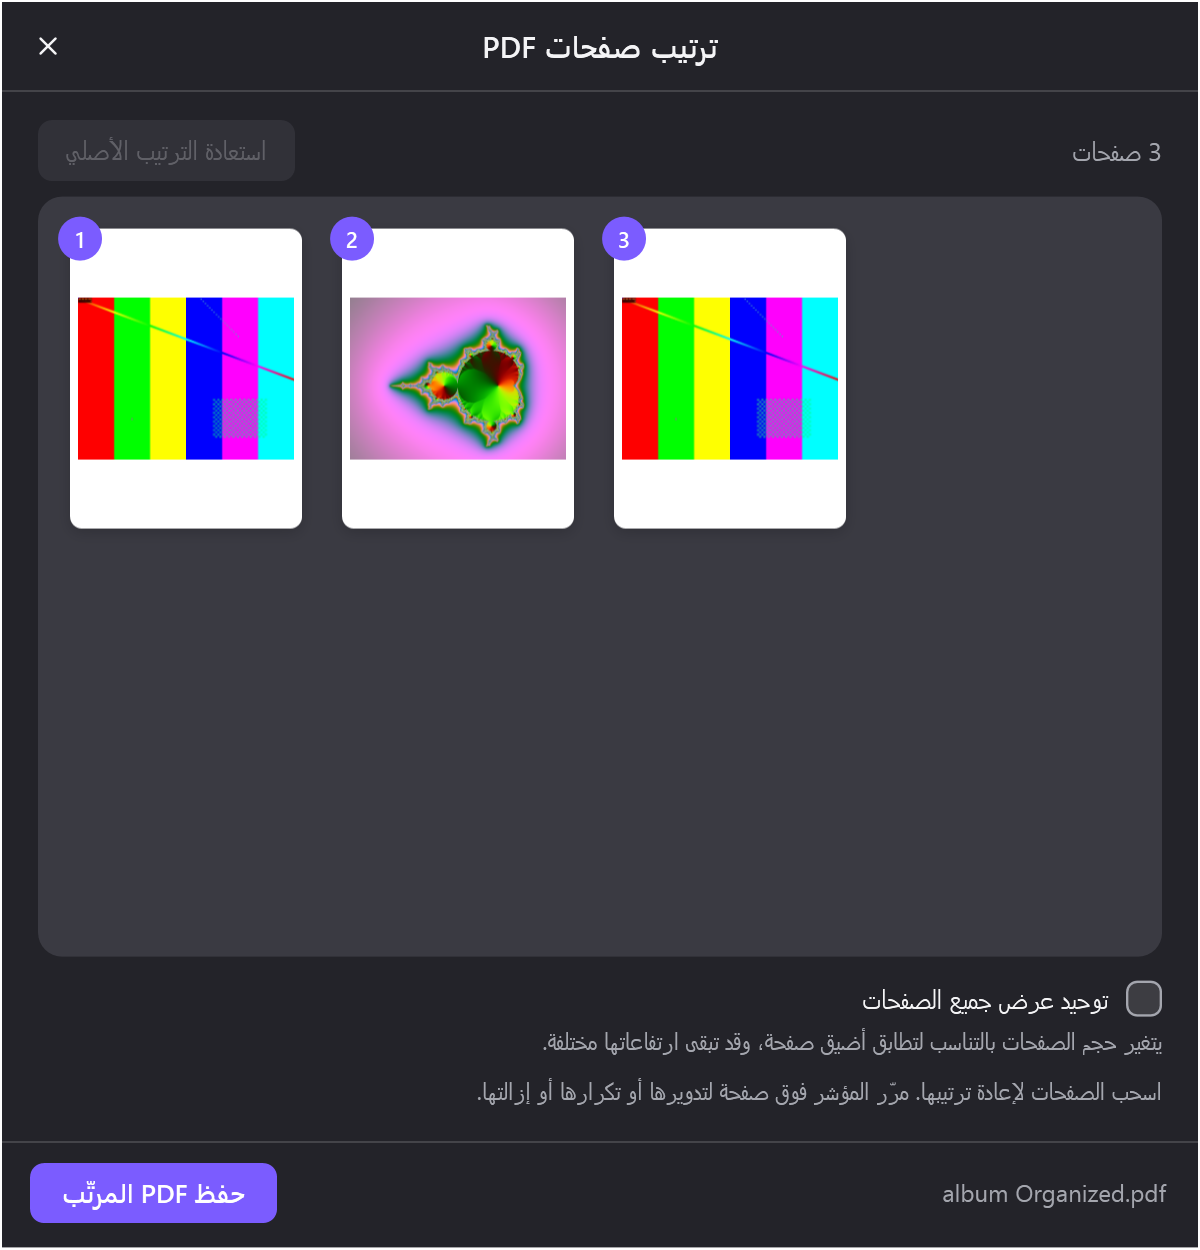 ترتيب صفحات PDF
3 صفحات
استعادة الترتيب الأصلي
1
2
3
توحيد عرض جميع الصفحات
يتغير حجم الصفحات بالتناسب لتطابق أضيق صفحة، وقد تبقى ارتفاعاتها مختلفة.
اسحب الصفحات لإعادة ترتيبها. مرّر المؤشر فوق صفحة لتدويرها أو تكرارها أو إزالتها.
album Organized.pdf
حفظ PDF المرتّب